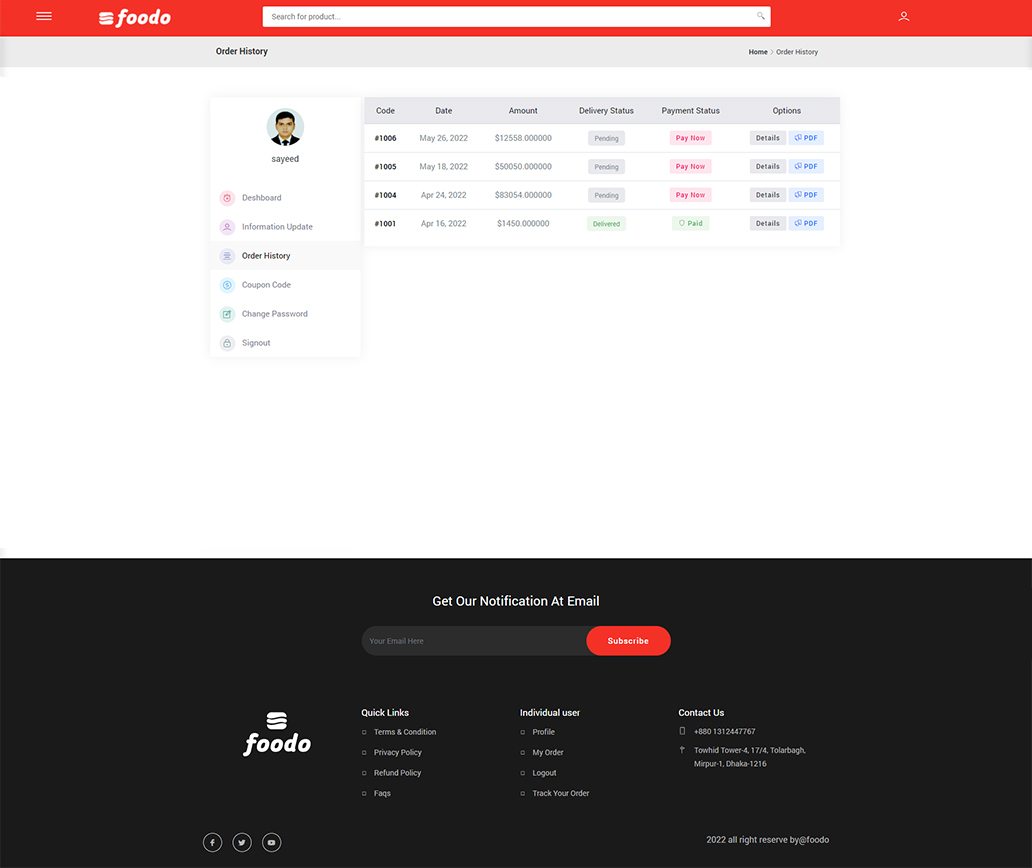 foodo
Search for product...
Order History
Home > Order History
sayeed
Deshboard
Information Update
Order History
Coupon Code
Change Password
Signout
Code Date Amount Delivery Status Payment Status Options
#1006 May 26, 2022 $12558.000000 Pending Pay Now Details PDF
#1005 May 18, 2022 $50050.000000 Pending Pay Now Details PDF
#1004 Apr 24, 2022 $83054.000000 Pending Pay Now Details PDF
#1001 Apr 16, 2022 $1450.000000 Delivered Paid Details PDF
Get Our Notification At Email
Your Email Here
Subscribe
foodo
Quick Links
Terms & Condition
Privacy Policy
Refund Policy
Faqs
Individual user
Profile
My Order
Logout
Track Your Order
Contact Us
+880 1312447767
Towhid Tower-4, 17/4, Tolarbagh,
Mirpur-1, Dhaka-1216
2022 all right reserve by@foodo